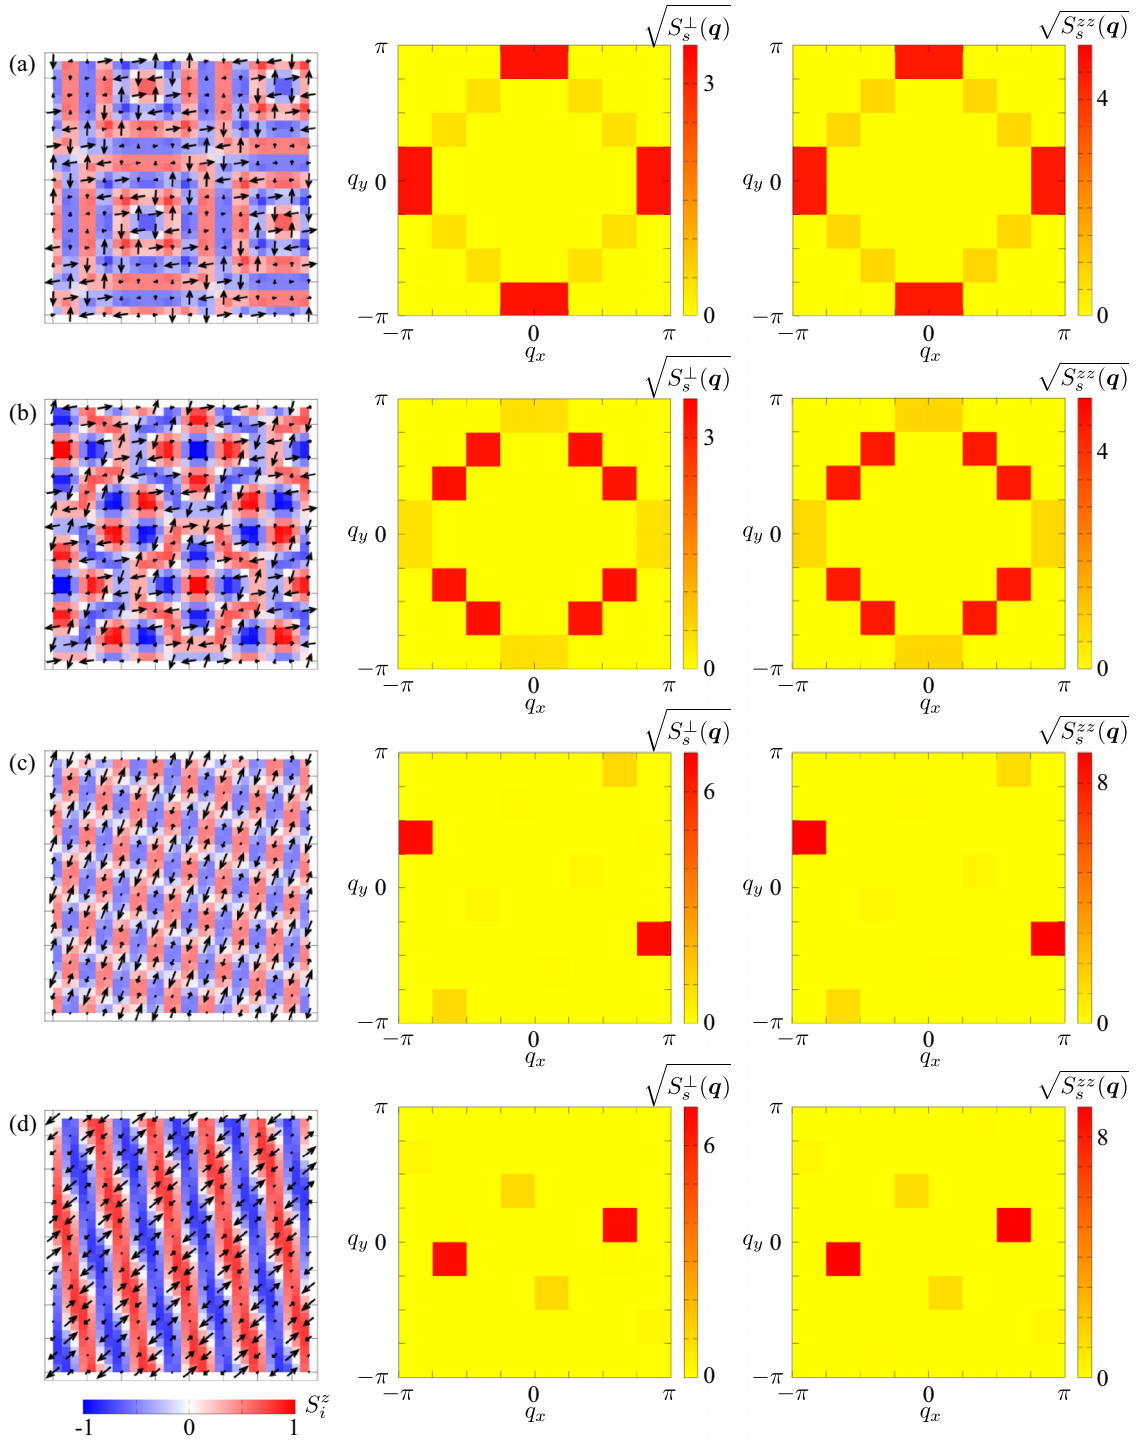 (a)
√S_s^⊥(q)
√S_s^{zz}(q)
π
π
3
4
q_y 0
q_y 0
−π
0
−π
0
−π
0
π
−π
0
π
q_x
q_x
(b)
√S_s^⊥(q)
√S_s^{zz}(q)
π
π
3
4
q_y 0
q_y 0
−π
0
−π
0
−π
0
π
−π
0
π
q_x
q_x
(c)
√S_s^⊥(q)
√S_s^{zz}(q)
π
π
6
8
q_y 0
q_y 0
−π
0
−π
0
−π
0
π
−π
0
π
q_x
q_x
(d)
√S_s^⊥(q)
√S_s^{zz}(q)
π
π
6
8
q_y 0
q_y 0
−π
0
−π
0
−π
0
π
−π
0
π
q_x
q_x
S_i^z
-1 0 1